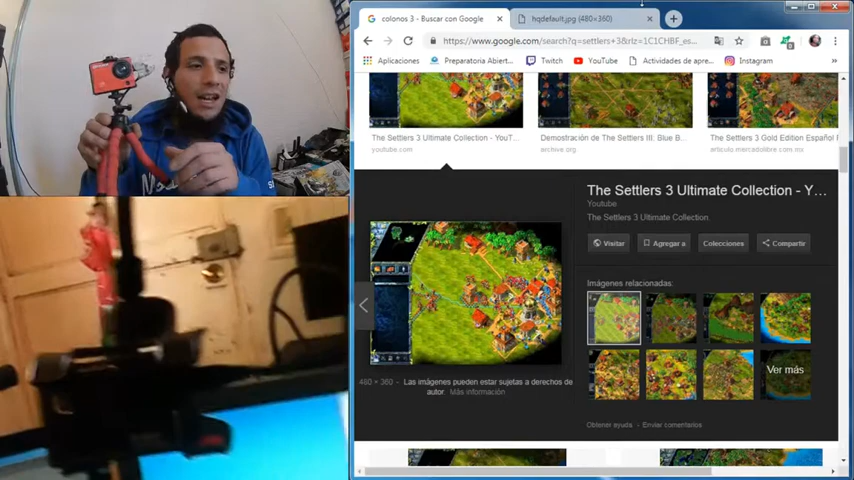 colonos 3 - Buscar con Google
hqdefault.jpg (480×360)
https://www.google.com/search?q=settlers+3&rlz=1C1CHBF_es...
Aplicaciones
Preparatoria Abiert...
Twitch
YouTube
Actividades de apre...
Instagram
The Settlers 3 Ultimate Collection - YouT...
youtube.com
Demostración de The Settlers III: Blue B...
archive.org
The Settlers 3 Gold Edition Español F
articulo.mercadolibre.com.mx
The Settlers 3 Ultimate Collection - Y...
Youtube
The Settlers 3 Ultimate Collection.
Visitar
Agregar a
Colecciones
Compartir
Imágenes relacionadas:
Ver más
480 × 360 - Las imágenes pueden estar sujetas a derechos de
autor. Más información
Obtener ayuda - Enviar comentarios